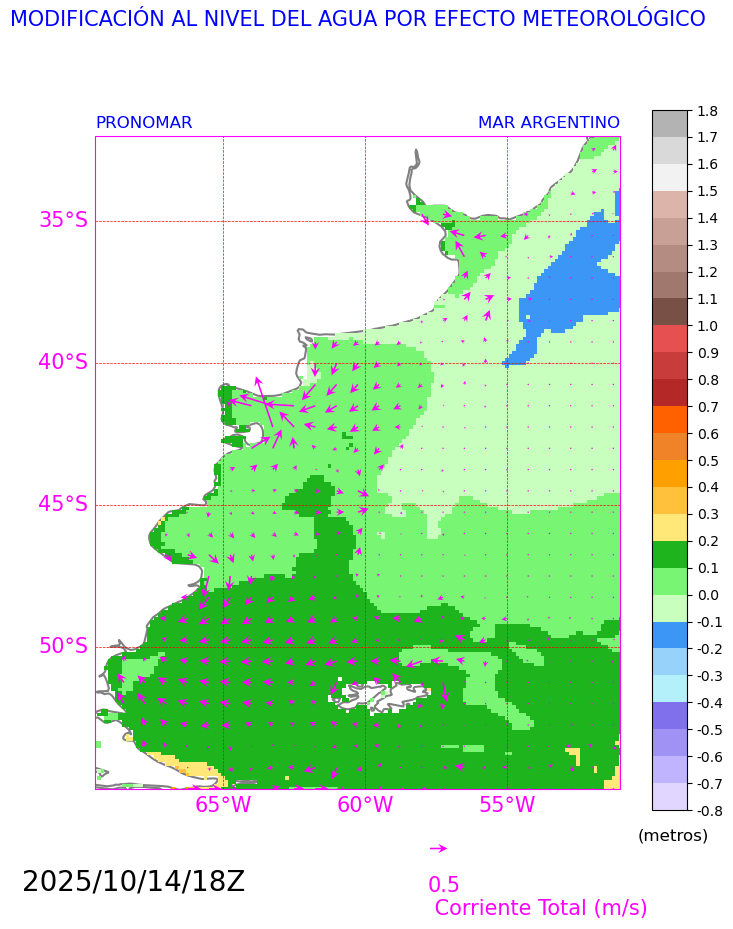 MODIFICACIÓN AL NIVEL DEL AGUA POR EFECTO METEOROLÓGICO
PRONOMAR MAR ARGENTINO
35°S
40°S
45°S
50°S
65°W 60°W 55°W
1.8
1.7
1.6
1.5
1.4
1.3
1.2
1.1
1.0
0.9
0.8
0.7
0.6
0.5
0.4
0.3
0.2
0.1
0.0
-0.1
-0.2
-0.3
-0.4
-0.5
-0.6
-0.7
-0.8
(metros)
2025/10/14/18Z
0.5
Corriente Total (m/s)